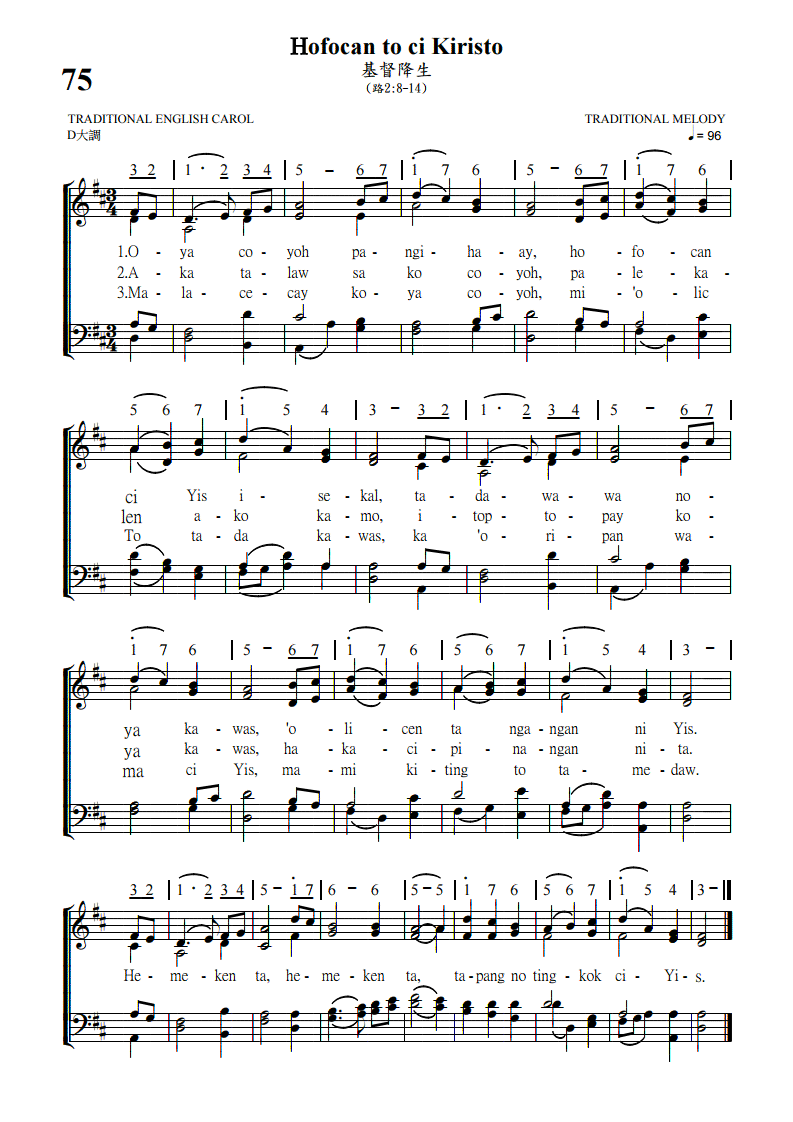 Hofocan to ci Kiristo
75
基督降生
(路2:8-14)
TRADITIONAL ENGLISH CAROL
TRADITIONAL MELODY
D大調
♩= 96
3 2 | 1 · 2 3 4 | 5 – 6 7 | 1 7 6 | 5 – 6 7 | 1 7 6
1.O - ya co - yoh pa - ngi - ha - ay, ho - fo - can
2.A - ka ta - law sa ko co - yoh, pa - le - ka -
3.Ma - la - ce - cay ko - ya co - yoh, mi - 'o - lic
5 6 7 | 1 5 4 | 3 – 3 2 | 1 · 2 3 4 | 5 – 6 7 |
ci Yis i - se - kal, ta - da - wa - wa no -
len a - ko ka - mo, i - top - to - pay ko -
To ta - da ka - was, ka 'o - ri - pan wa -
1 7 6 | 5 – 6 7 | 1 7 6 | 5 6 7 | 1 5 4 | 3 – |
ya ka - was, 'o - li - cen ta nga - ngan ni Yis.
ya ka - was, ha - ka - ci - pi - na - ngan ni - ta.
ma ci Yis, ma - mi ki - ting to ta - me - daw.
3 2 | 1 · 2 3 4 | 5 – 1 7 | 6 – 6 | 5 – 5 | 1 7 6 | 5 6 7 | 1 5 4 | 3 – ‖
He - me - ken ta, he - me - ken ta, ta - pang no ting - kok ci - Yi - s.